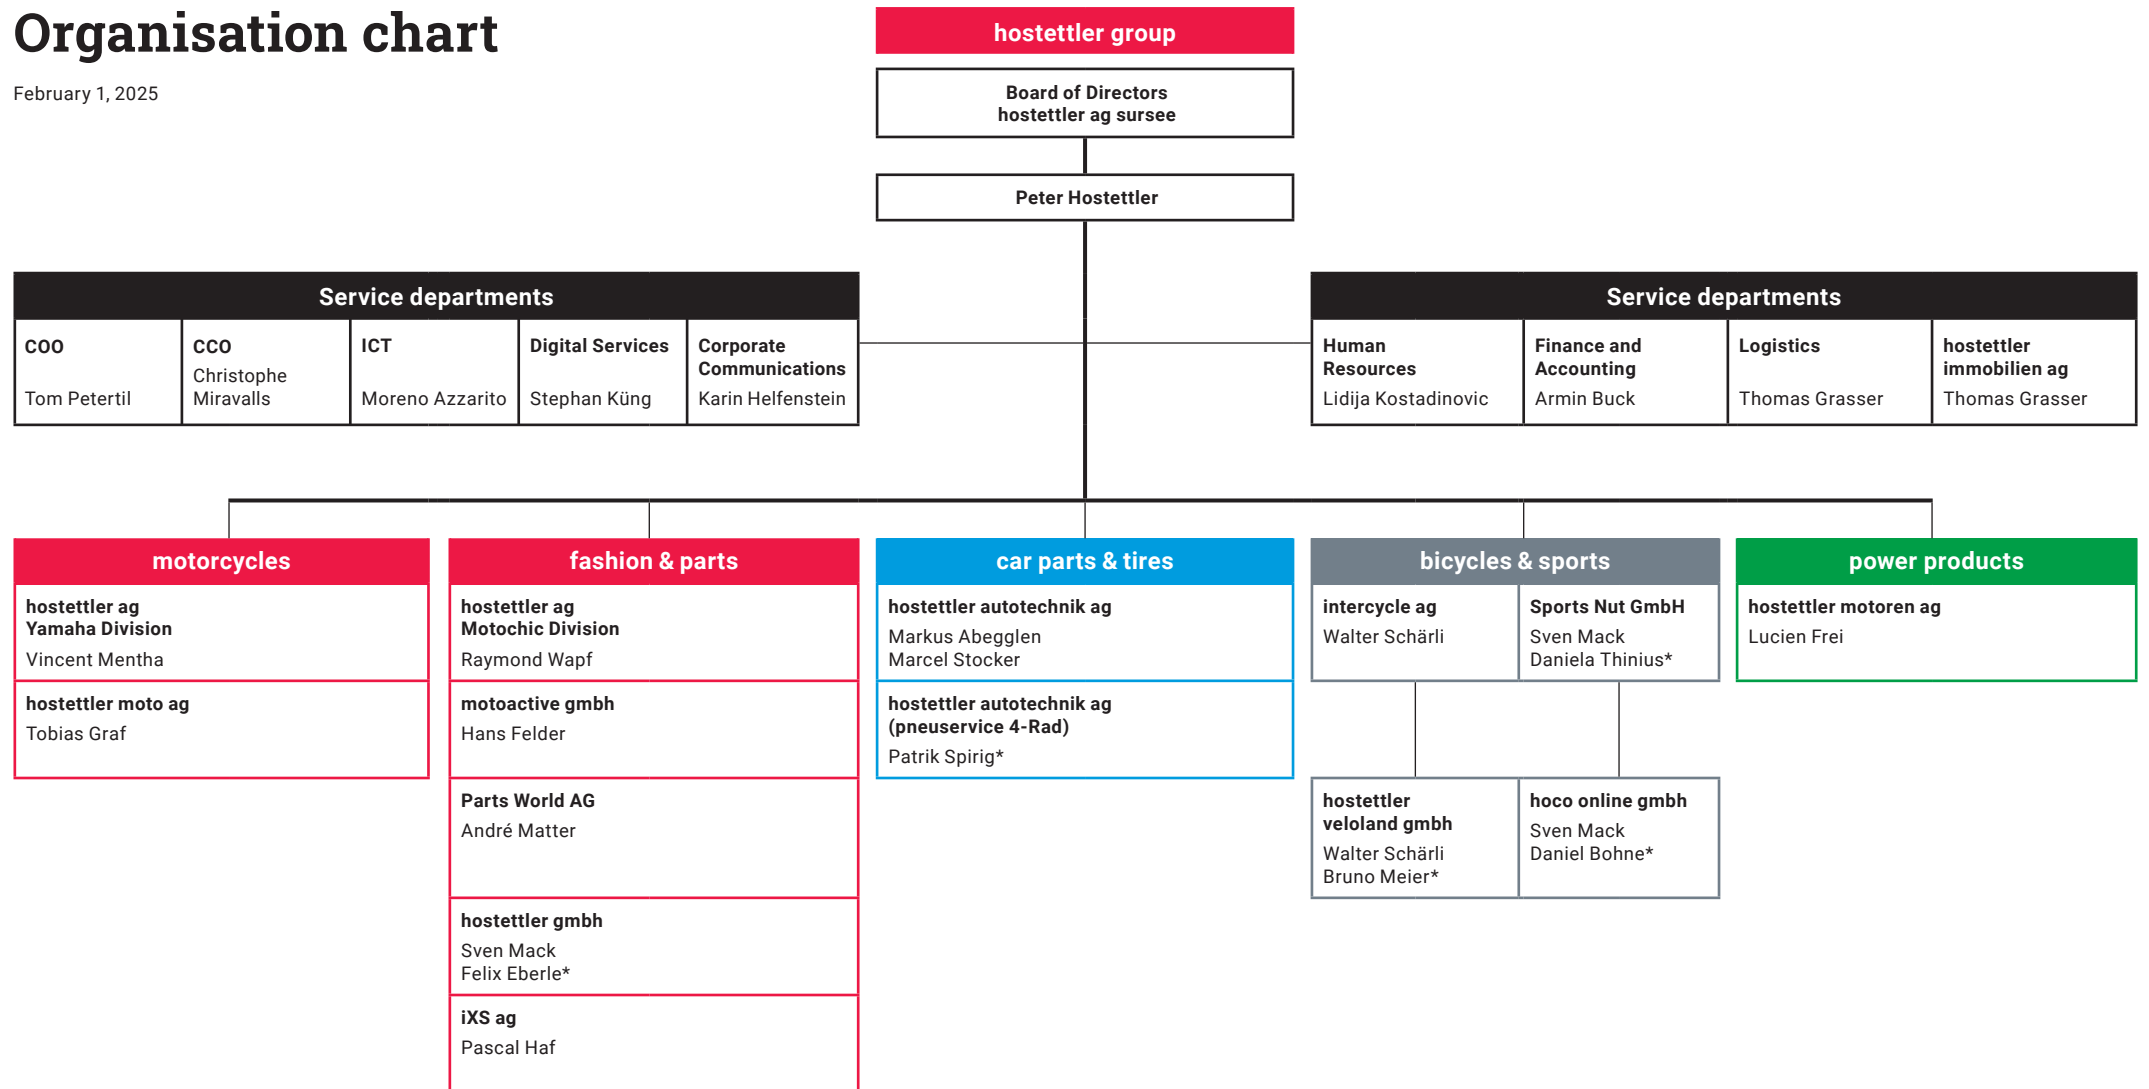 Organisation chart
February 1, 2025
hostettler group
Board of Directors
hostettler ag sursee
Peter Hostettler
Service departments
COO
Tom Petertil
CCO
Christophe
Miravalls
ICT
Moreno Azzarito
Digital Services
Stephan Küng
Corporate
Communications
Karin Helfenstein
Service departments
Human
Resources
Lidija Kostadinovic
Finance and
Accounting
Armin Buck
Logistics
Thomas Grasser
hostettler
immobilien ag
Thomas Grasser
motorcycles
hostettler ag
Yamaha Division
Vincent Mentha
hostettler moto ag
Tobias Graf
fashion & parts
hostettler ag
Motochic Division
Raymond Wapf
motoactive gmbh
Hans Felder
Parts World AG
André Matter
hostettler gmbh
Sven Mack
Felix Eberle*
iXS ag
Pascal Haf
car parts & tires
hostettler autotechnik ag
Markus Abegglen
Marcel Stocker
hostettler autotechnik ag
(pneuservice 4-Rad)
Patrik Spirig*
bicycles & sports
intercycle ag
Walter Schärli
Sports Nut GmbH
Sven Mack
Daniela Thinius*
hostettler
veloland gmbh
Walter Schärli
Bruno Meier*
hoco online gmbh
Sven Mack
Daniel Bohne*
power products
hostettler motoren ag
Lucien Frei